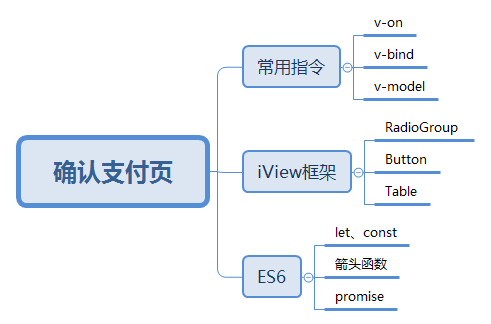 确认支付页
常用指令
v-on
v-bind
v-model
iView框架
RadioGroup
Button
Table
ES6
let、const
箭头函数
promise